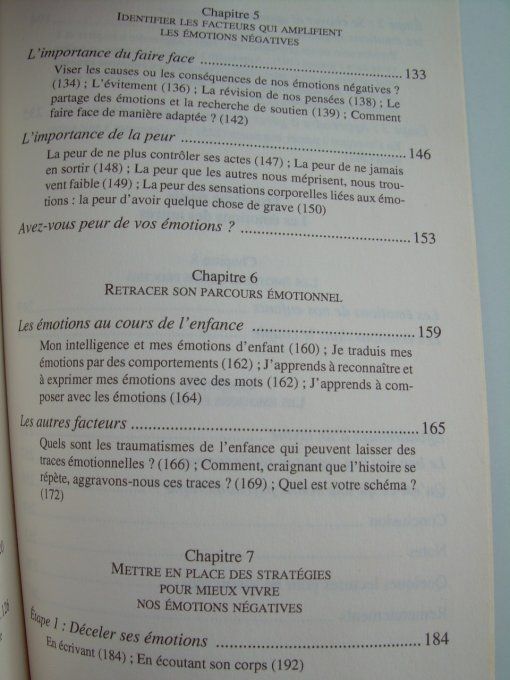 Chapitre 5
IDENTIFIER LES FACTEURS QUI AMPLIFIENT
LES ÉMOTIONS NÉGATIVES
L'importance du faire face ........ 133
Viser les causes ou les conséquences de nos émotions négatives ?
(134) ; L'évitement (136) ; La révision de nos pensées (138) ; Le
partage des émotions et la recherche de soutien (139) ; Comment
faire face de manière adaptée ? (142)
L'importance de la peur ........ 146
La peur de ne plus contrôler ses actes (147) ; La peur de ne jamais
en sortir (148) ; La peur que les autres nous méprisent, nous trou-
vent faible (149) ; La peur des sensations corporelles liées aux émo-
tions : la peur d'avoir quelque chose de grave (150)
Avez-vous peur de vos émotions ? ........ 153
Chapitre 6
RETRACER SON PARCOURS ÉMOTIONNEL
Les émotions au cours de l'enfance ........ 159
Mon intelligence et mes émotions d'enfant (160) ; Je traduis mes
émotions par des comportements (162) ; J'apprends à reconnaître et
à exprimer mes émotions avec des mots (162) ; J'apprends à com-
poser avec les émotions (164)
Les autres facteurs ........ 165
Quels sont les traumatismes de l'enfance qui peuvent laisser des
traces émotionnelles ? (166) ; Comment, craignant que l'histoire se
répète, aggravons-nous ces traces ? (169) ; Quel est votre schéma ?
(172)
Chapitre 7
METTRE EN PLACE DES STRATÉGIES
POUR MIEUX VIVRE
NOS ÉMOTIONS NÉGATIVES
Étape 1 : Déceler ses émotions ........ 184
En écrivant (184) ; En écoutant son corps (192)